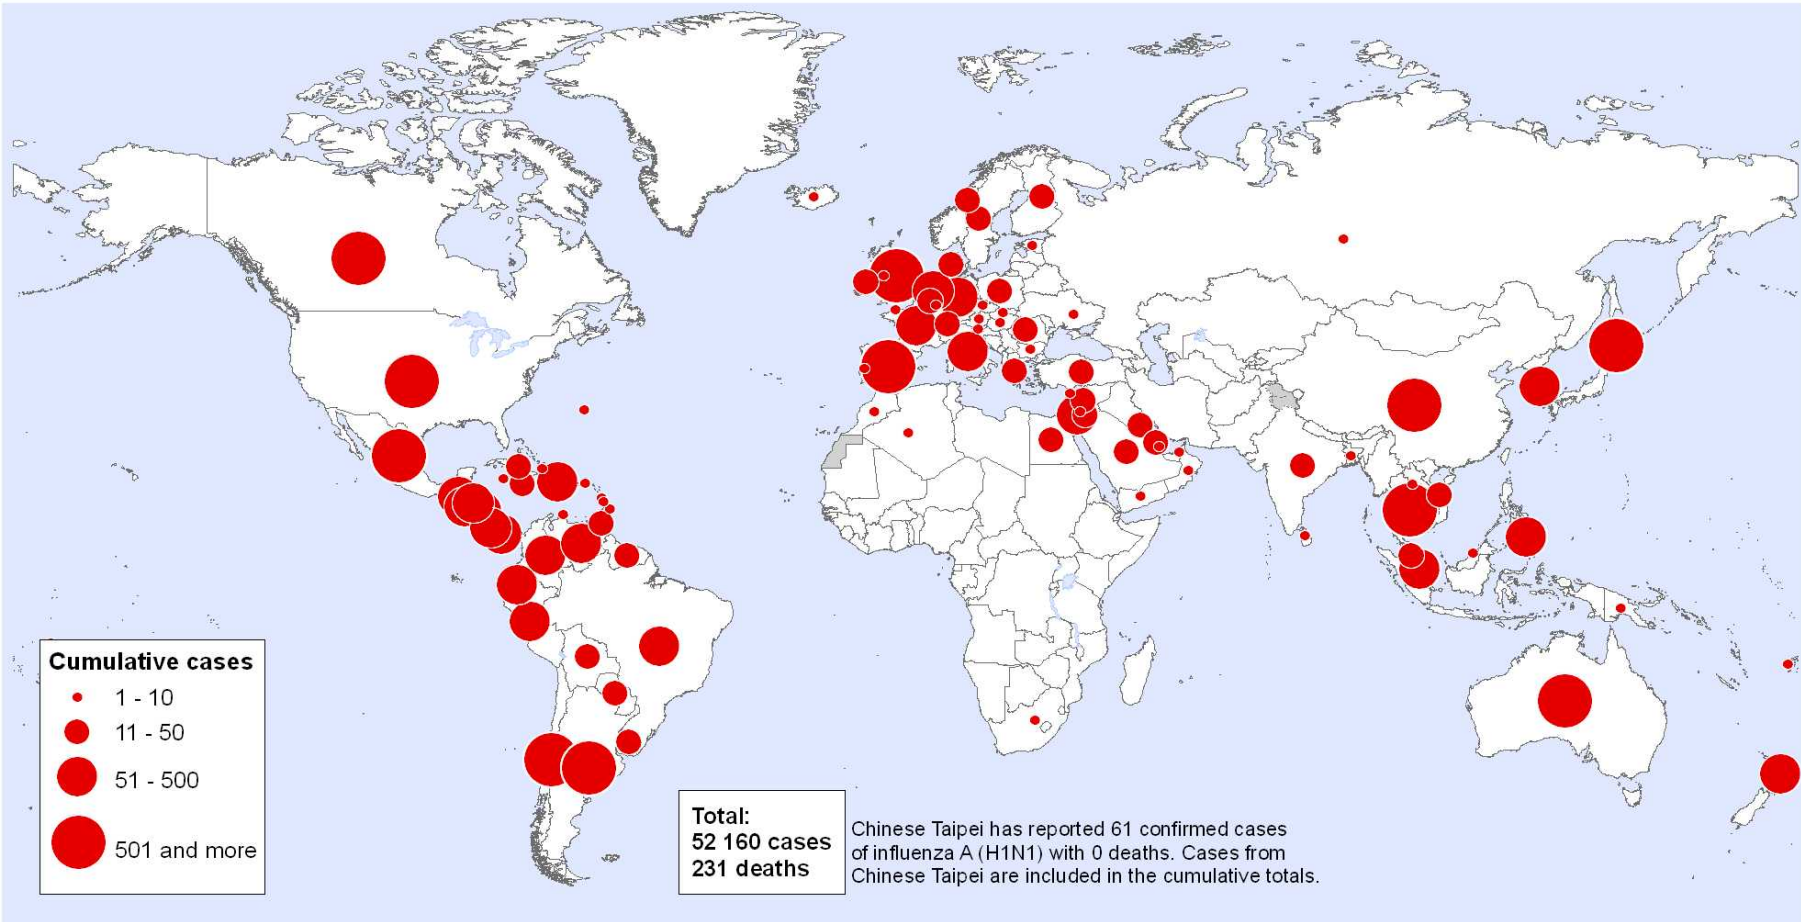 Cumulative cases
1 - 10
11 - 50
51 - 500
501 and more
Total:
52 160 cases
231 deaths
Chinese Taipei has reported 61 confirmed cases
of influenza A (H1N1) with 0 deaths. Cases from
Chinese Taipei are included in the cumulative totals.